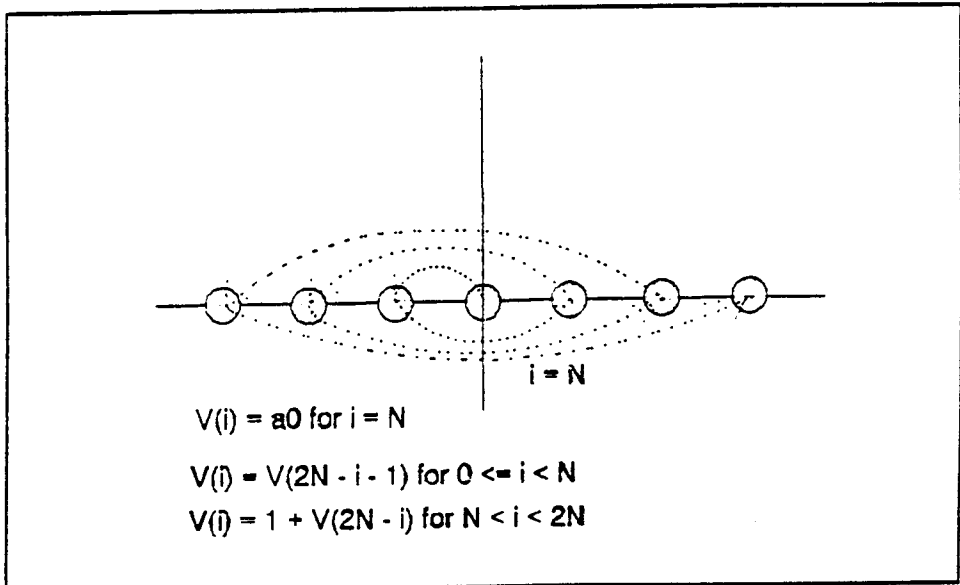 i = N
V(i) = a0 for i = N
V(i) = V(2N - i - 1) for 0 <= i < N
V(i) = 1 + V(2N - i) for N < i < 2N